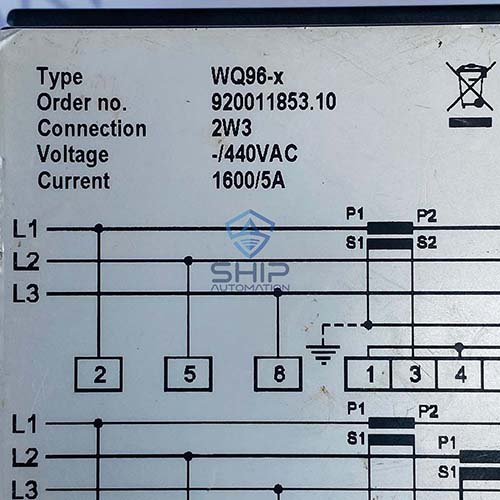 Type WQ96-x
Order no. 920011853.10
Connection 2W3
Voltage -/440VAC
Current 1600/5A
P1 P2
L1
S1 S2
L2
SHIP
AUTOMATION
L3
2 5 8 1 3 4
P1 P2
L1
S1
P1
L2
S1
L3